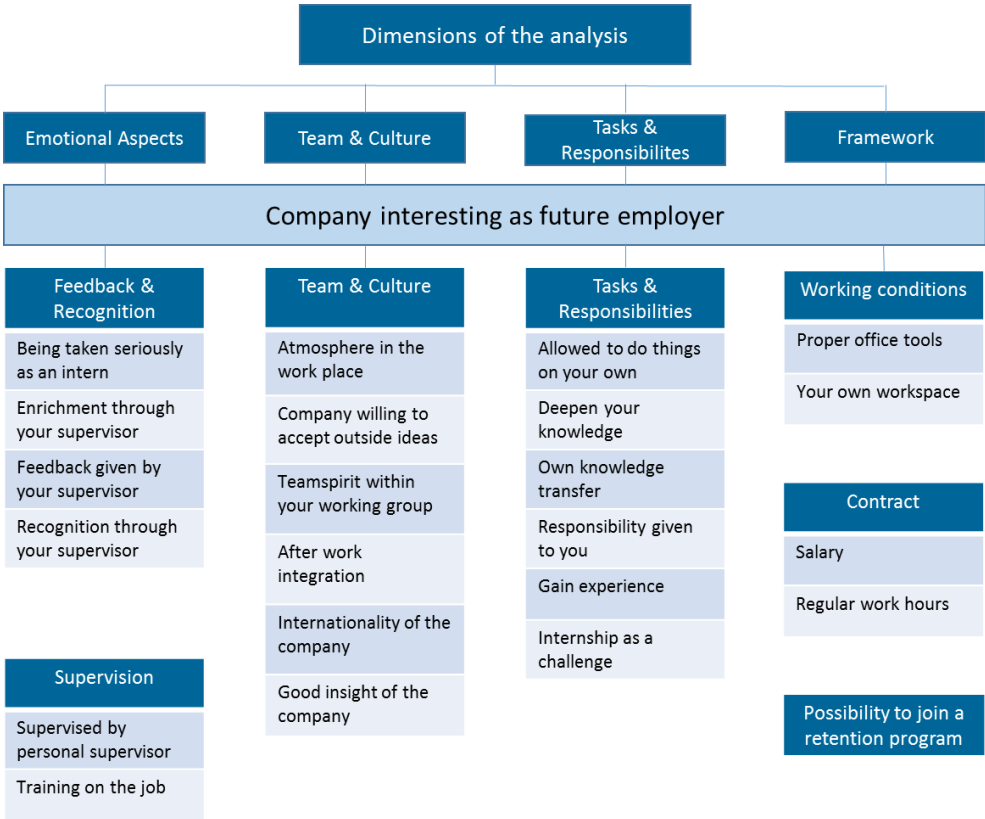 Dimensions of the analysis
Emotional Aspects
Team & Culture
Tasks &
Responsibilites
Framework
Company interesting as future employer
Feedback &
Recognition
Being taken seriously
as an intern
Enrichment through
your supervisor
Feedback given by
your supervisor
Recognition through
your supervisor
Supervision
Supervised by
personal supervisor
Training on the job
Team & Culture
Atmosphere in the
work place
Company willing to
accept outside ideas
Teamspirit within
your working group
After work
integration
Internationality of the
company
Good insight of the
company
Tasks &
Responsibilities
Allowed to do things
on your own
Deepen your
knowledge
Own knowledge
transfer
Responsibility given
to you
Gain experience
Internship as a
challenge
Working conditions
Proper office tools
Your own workspace
Contract
Salary
Regular work hours
Possibility to join a
retention program